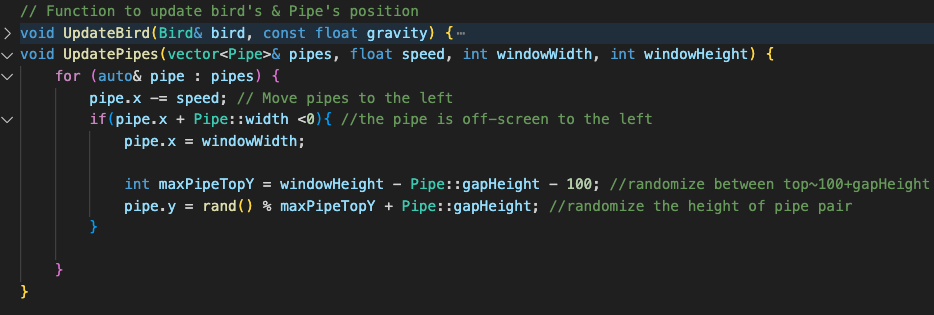 // Function to update bird's & Pipe's position
void UpdateBird(Bird& bird, const float gravity) {⋯
void UpdatePipes(vector<Pipe>& pipes, float speed, int windowWidth, int windowHeight) {
for (auto& pipe : pipes) {
pipe.x -= speed; // Move pipes to the left
if(pipe.x + Pipe::width <0){ //the pipe is off-screen to the left
pipe.x = windowWidth;
int maxPipeTopY = windowHeight - Pipe::gapHeight - 100; //randomize between top~100+gapHeight
pipe.y = rand() % maxPipeTopY + Pipe::gapHeight; //randomize the height of pipe pair
}
}
}